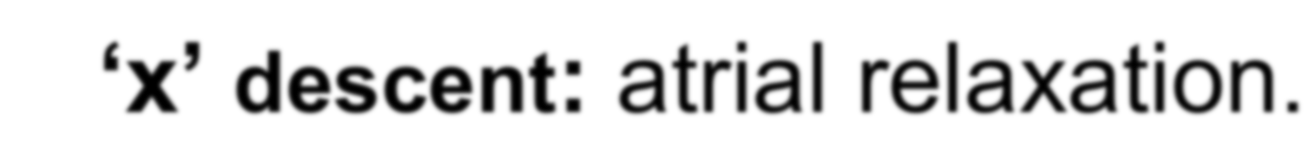 ‘x’ descent: atrial relaxation.